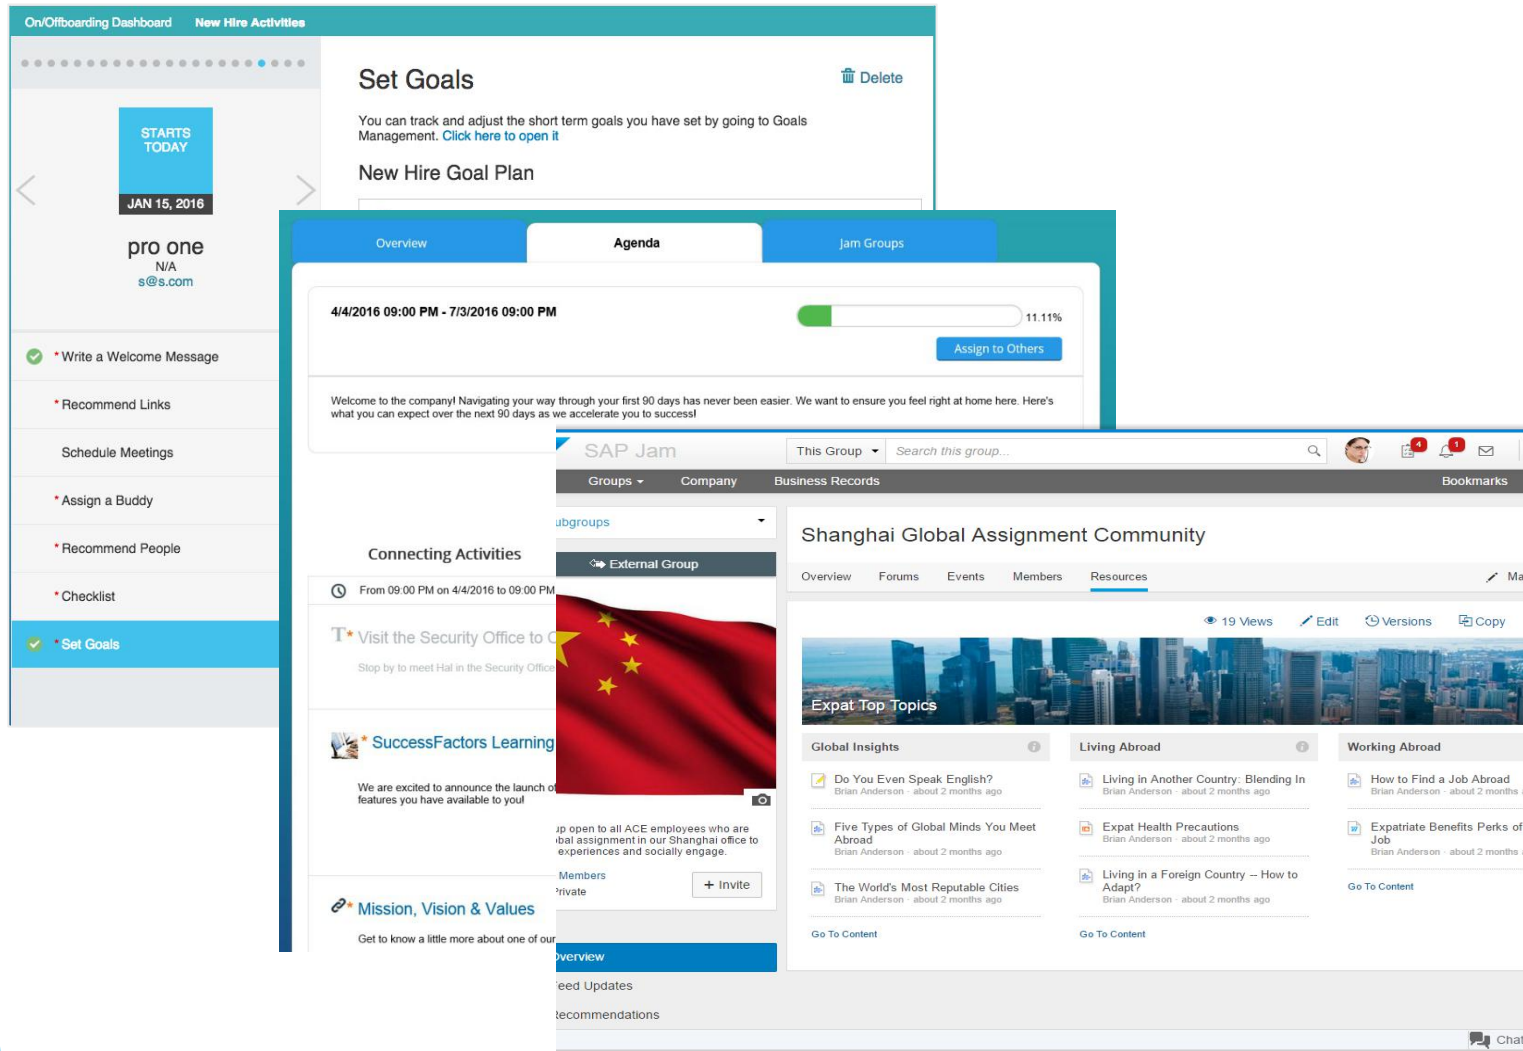 On/Offboarding Dashboard New Hire Activities
STARTS
TODAY
JAN 15, 2016
pro one
N/A
s@s.com
* Write a Welcome Message
* Recommend Links
Schedule Meetings
* Assign a Buddy
* Recommend People
* Checklist
* Set Goals
Set Goals
Delete
You can track and adjust the short term goals you have set by going to Goals
Management. Click here to open it
New Hire Goal Plan
Overview Agenda Jam Groups
4/4/2016 09:00 PM - 7/3/2016 09:00 PM
11.11%
Assign to Others
Welcome to the company! Navigating your way through your first 90 days has never been easier. We want to ensure you feel right at home here. Here's
what you can expect over the next 90 days as we accelerate you to success!
Connecting Activities
From 09:00 PM on 4/4/2016 to 09:00 PM
T* Visit the Security Office to
Stop by to meet Hal in the Security Office
* SuccessFactors Learning
We are excited to announce the launch of
features you have available to you!
* Mission, Vision & Values
Get to know a little more about one of our
SAP Jam
This Group Search this group...
4 1
Groups Company Business Records Bookmarks
ubgroups
External Group
up open to all ACE employees who are
bal assignment in our Shanghai office to
experiences and socially engage.
Members
Private
+ Invite
Overview
Feed Updates
Recommendations
Shanghai Global Assignment Community
Overview Forums Events Members Resources Ma
19 Views Edit Versions Copy
Expat Top Topics
Global Insights
Do You Even Speak English?
Brian Anderson - about 2 months ago
Five Types of Global Minds You Meet
Abroad
Brian Anderson - about 2 months ago
The World's Most Reputable Cities
Brian Anderson - about 2 months ago
Go To Content
Living Abroad
Living in Another Country: Blending In
Brian Anderson - about 2 months ago
Expat Health Precautions
Brian Anderson - about 2 months ago
Living in a Foreign Country -- How to
Adapt?
Brian Anderson - about 2 months ago
Go To Content
Working Abroad
How to Find a Job Abroad
Brian Anderson - about 2 months
Expatriate Benefits Perks of
Job
Brian Anderson - about 2 months
Go To Content
Chat